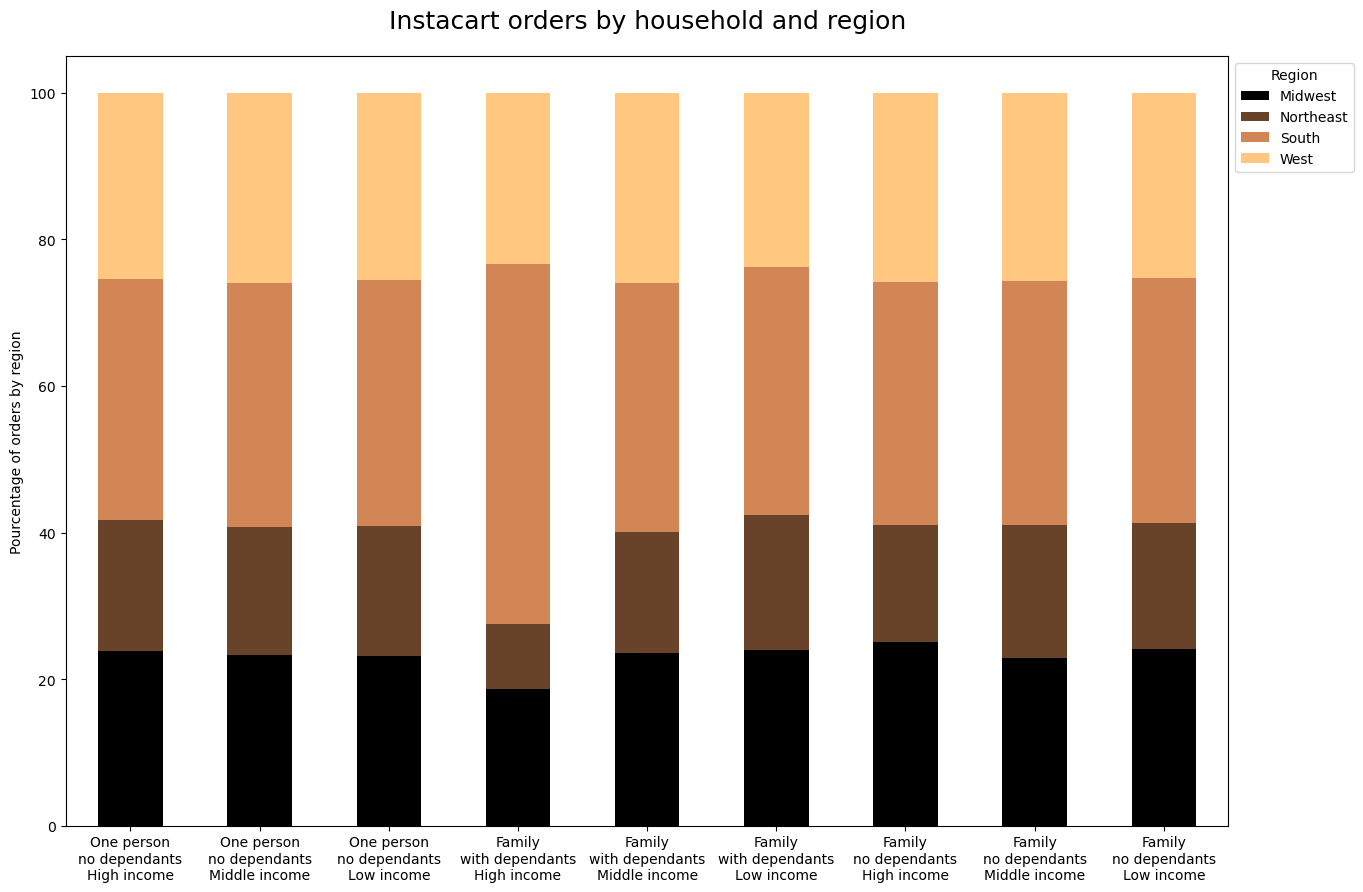 Instacart orders by household and region
Region
Midwest
Northeast
South
West
Pourcentage of orders by region
100
80
60
40
20
0
One person
no dependants
High income
One person
no dependants
Middle income
One person
no dependants
Low income
Family
with dependants
High income
Family
with dependants
Middle income
Family
with dependants
Low income
Family
no dependants
High income
Family
no dependants
Middle income
Family
no dependants
Low income